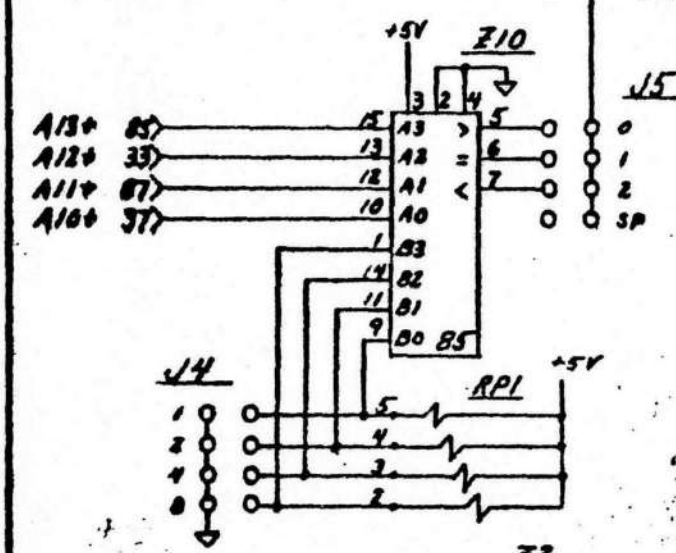 +5V
Z10
J5
3 2 4
A13+ 85 15 A3 > 5 0
A12+ 33 13 A2 = 6 1
A11+ 87 12 A1 < 7 2
A10+ 37 10 A0 SP
1 B3
14 B2
11 B1
9 B0 85
J4
RP1
+5V
1 5
2 4
4 3
8 2